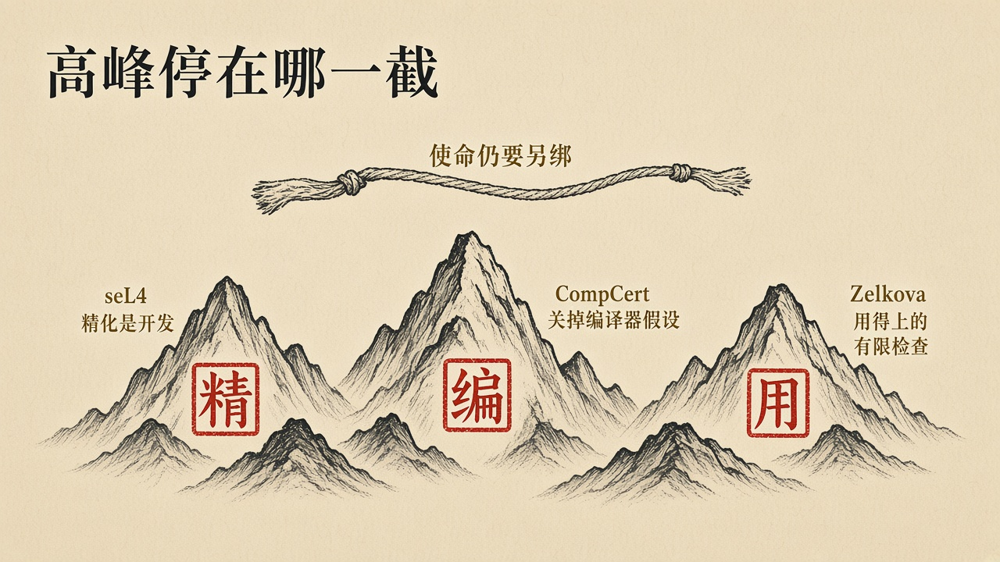 高峰停在哪一截
使命仍要另绑
seL4
精化是开发
CompCert
关掉编译器假设
Zelkova
用得上的
有限检查
精
编
用